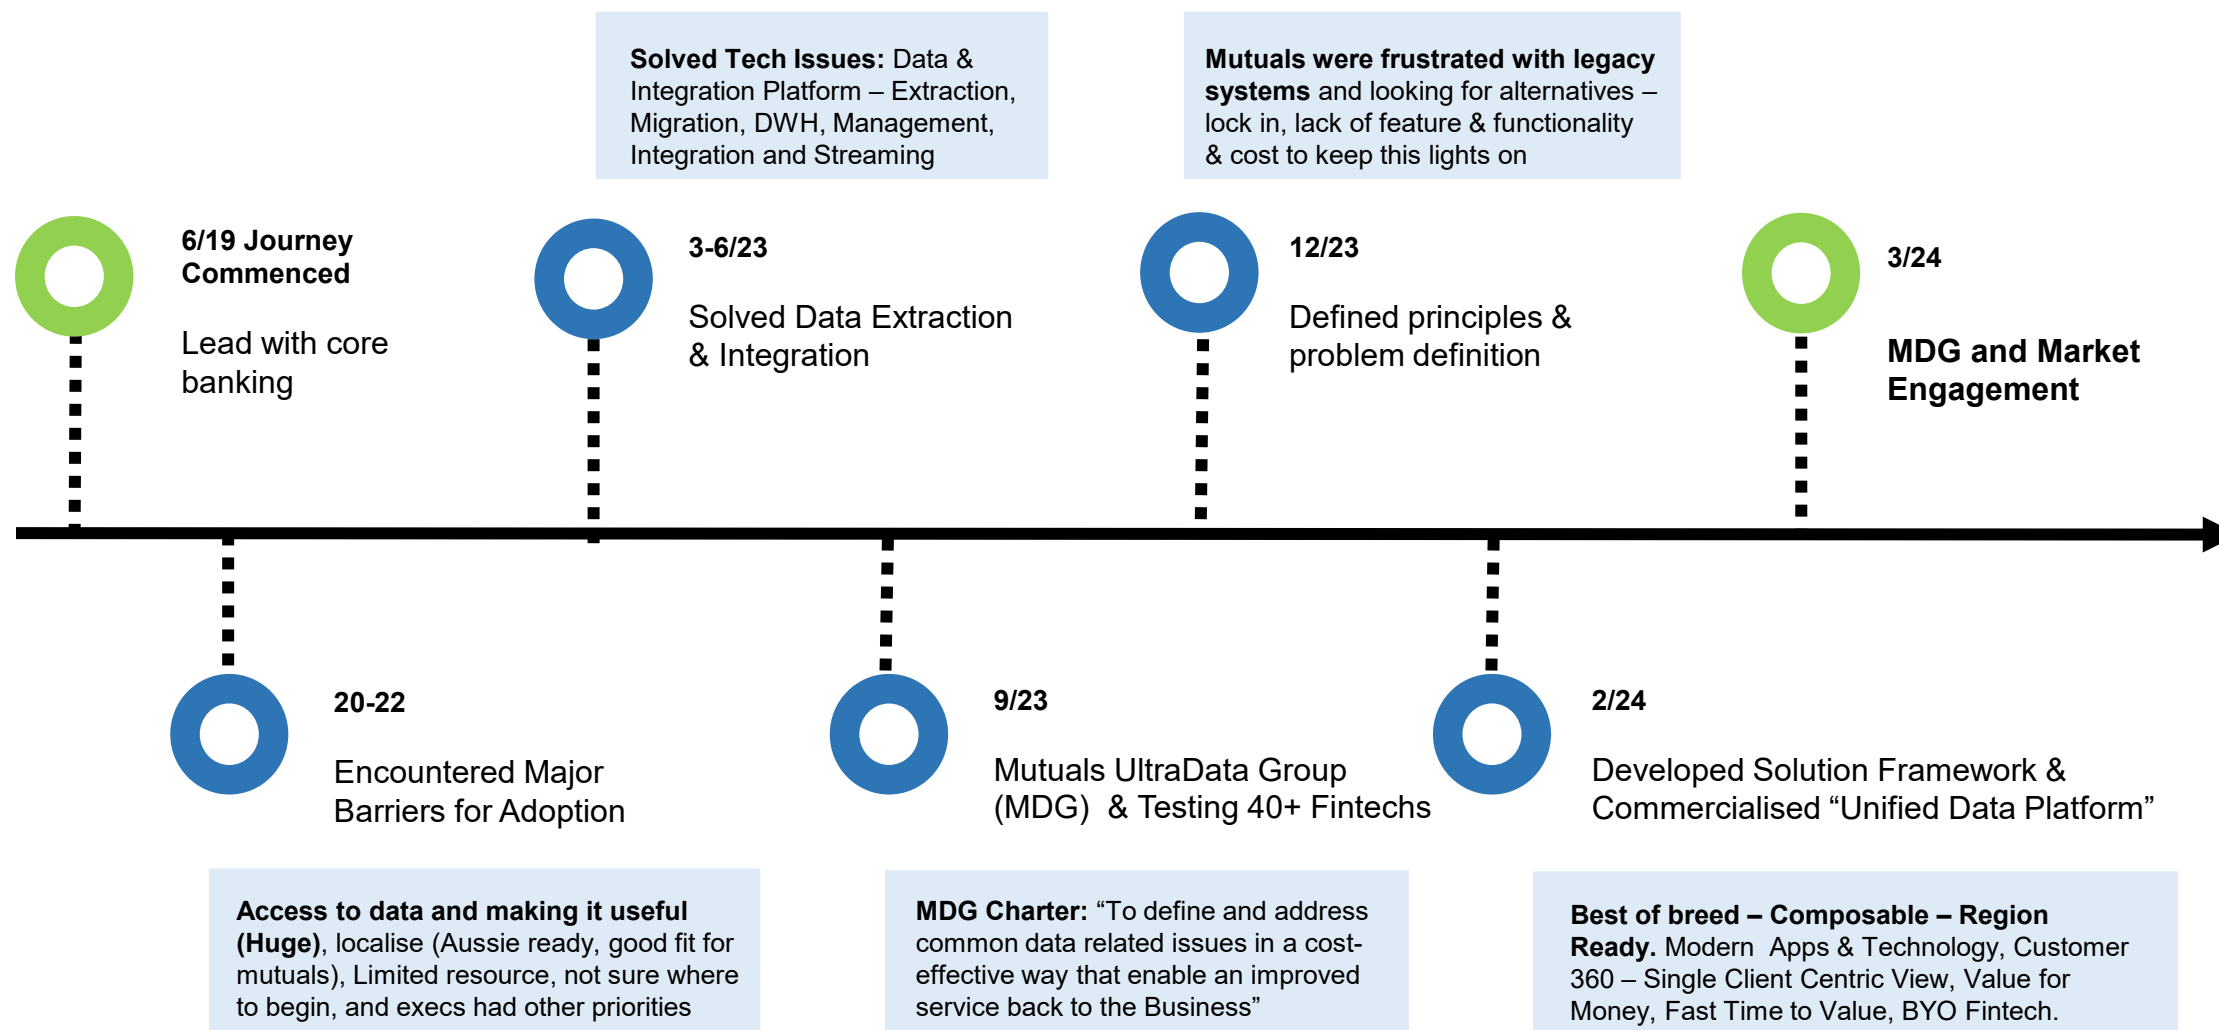 Solved Tech Issues: Data &
Integration Platform – Extraction,
Migration, DWH, Management,
Integration and Streaming
Mutuals were frustrated with legacy
systems and looking for alternatives –
lock in, lack of feature & functionality
& cost to keep this lights on
6/19 Journey
Commenced
Lead with core
banking
3-6/23
Solved Data Extraction
& Integration
12/23
Defined principles &
problem definition
3/24
MDG and Market
Engagement
20-22
Encountered Major
Barriers for Adoption
9/23
Mutuals UltraData Group
(MDG)  & Testing 40+ Fintechs
2/24
Developed Solution Framework &
Commercialised “Unified Data Platform”
Access to data and making it useful
(Huge), localise (Aussie ready, good fit for
mutuals), Limited resource, not sure where
to begin, and execs had other priorities
MDG Charter: “To define and address
common data related issues in a cost-
effective way that enable an improved
service back to the Business”
Best of breed – Composable – Region
Ready. Modern  Apps & Technology, Customer
360 – Single Client Centric View, Value for
Money, Fast Time to Value, BYO Fintech.